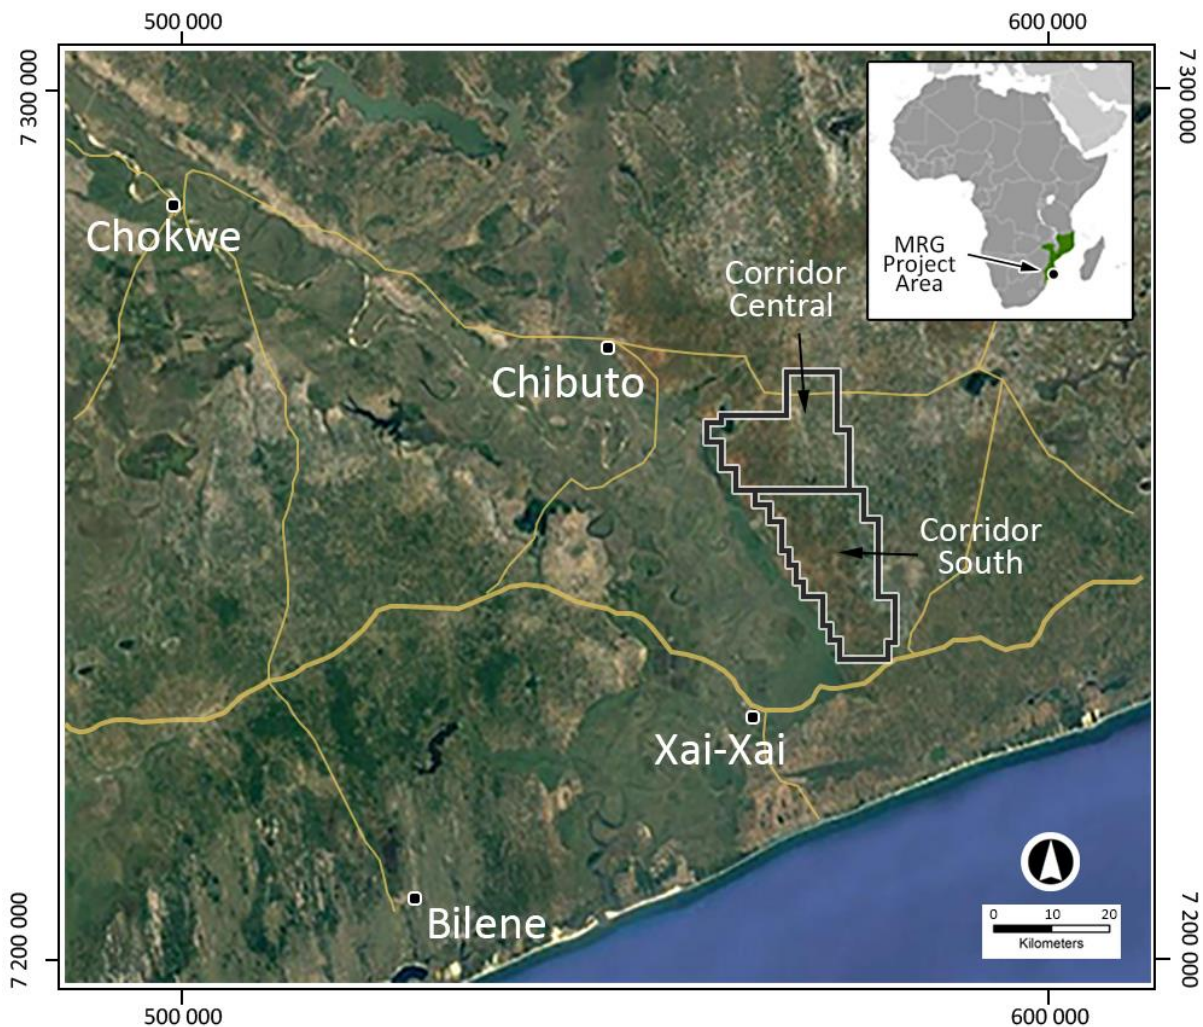 500 000
600 000
7 300 000
7 300 000
MRG
Project
Area
Chokwe
Corridor
Central
Chibuto
Corridor
South
Xai-Xai
Bilene
0 10 20
Kilometers
7 200 000
7 200 000
500 000
600 000